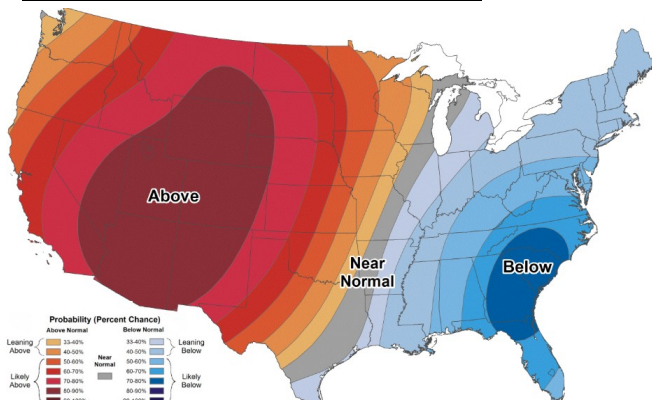 Above
Near
Normal
Below
Probability (Percent Chance)
Above Normal
Below Normal
Leaning
Above
33-40%
40-50%
Near
Normal
33-40%
40-50%
Leaning
Below
Likely
Above
50-60%
60-70%
70-80%
80-90%
50-60%
60-70%
70-80%
80-90%
Likely
Below